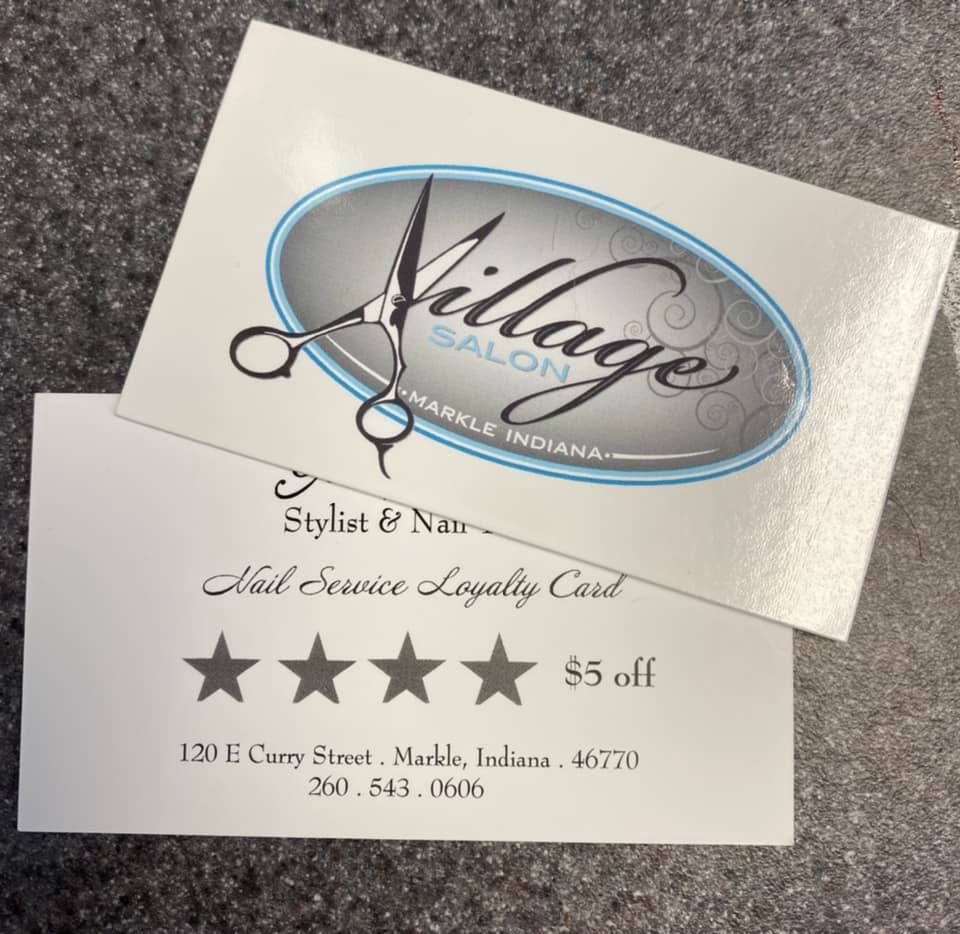 Village
SALON
MARKLE INDIANA
Stylist & Nail
Nail Service Loyalty Card
$5 off
120 E Curry Street . Markle, Indiana . 46770
260 . 543 . 0606